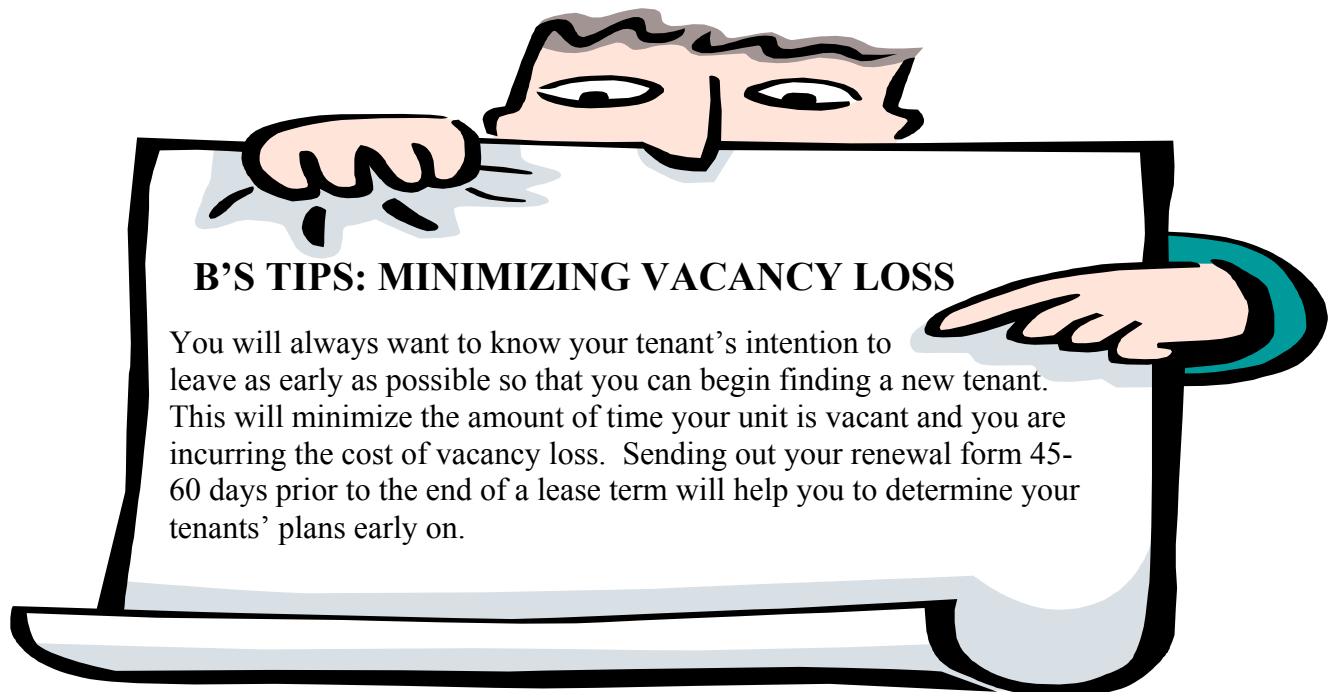 B’S TIPS: MINIMIZING VACANCY LOSS
You will always want to know your tenant’s intention to
leave as early as possible so that you can begin finding a new tenant.
This will minimize the amount of time your unit is vacant and you are
incurring the cost of vacancy loss.  Sending out your renewal form 45-
60 days prior to the end of a lease term will help you to determine your
tenants’ plans early on.